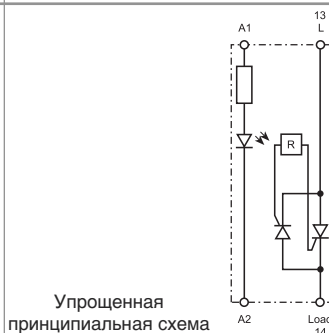 13
A1 L
R
A2 Load
14
Упрощенная
принципиальная схема